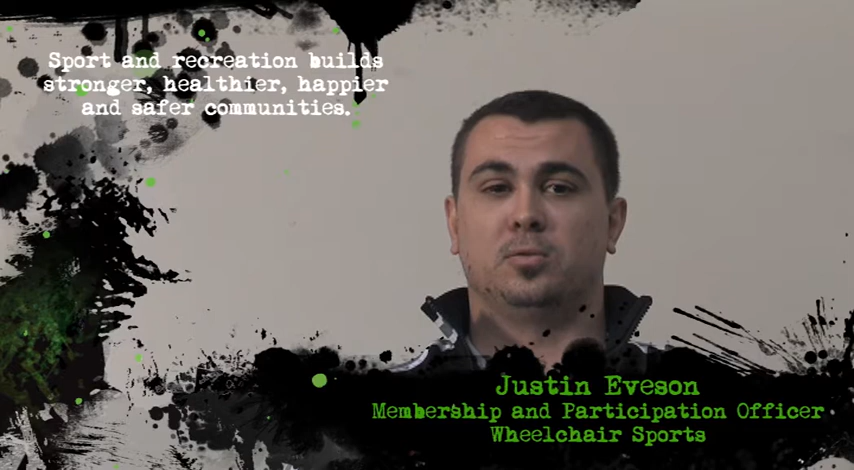 Sport and recreation builds
stronger, healthier, happier
and safer communities.
Justin Eveson
Membership and Participation Officer
Wheelchair Sports